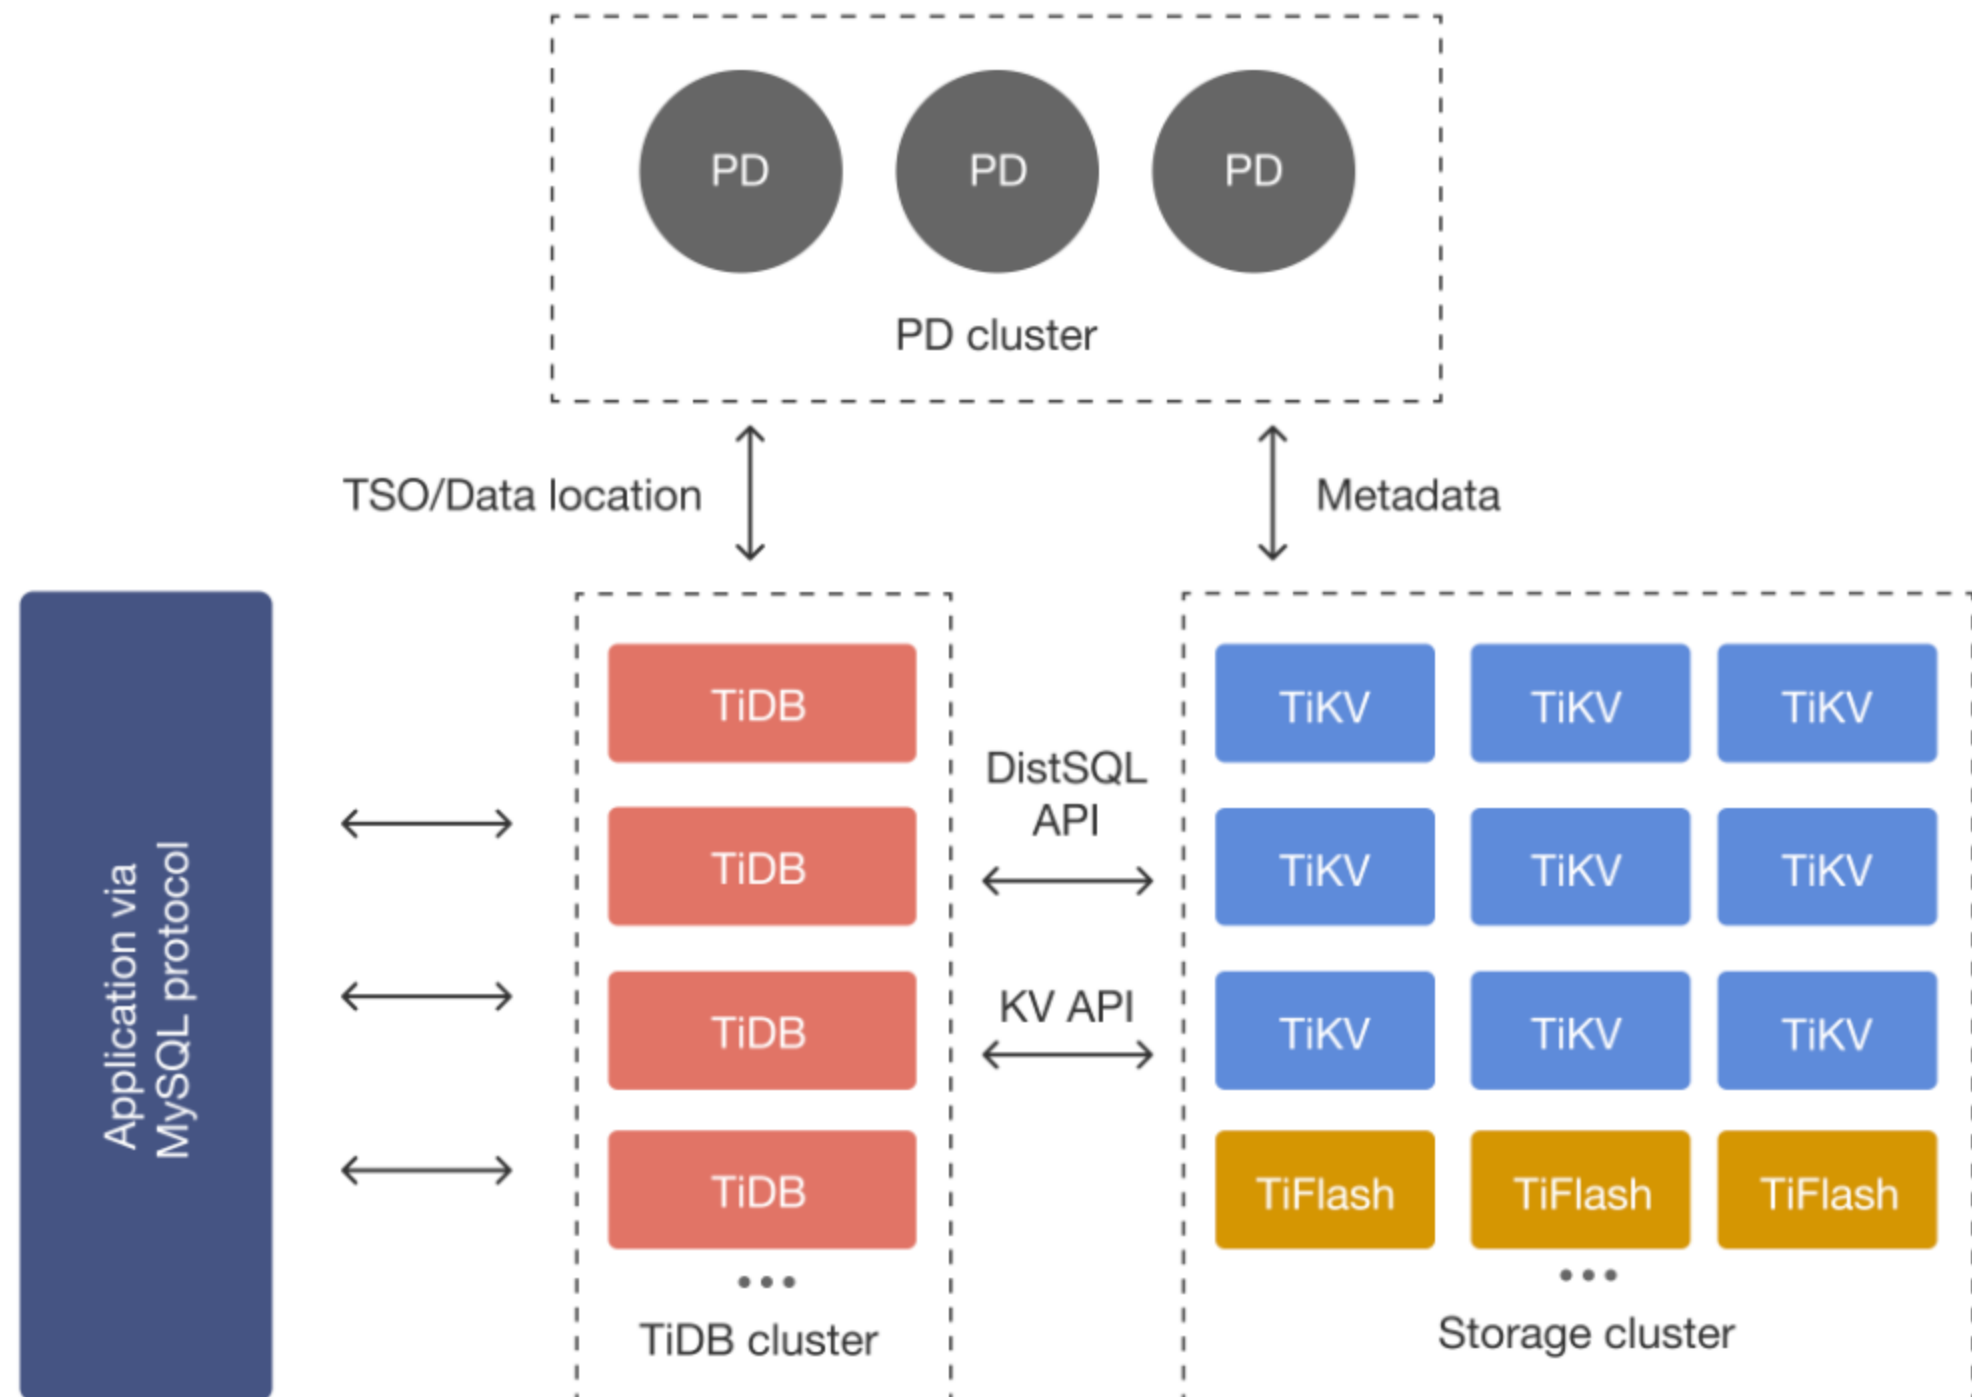 PD
PD
PD
PD cluster
TSO/Data location
Metadata
Application via
MySQL protocol
TiDB
TiDB
TiDB
TiDB
TiDB cluster
DistSQL
API
KV API
TiKV
TiKV
TiKV
TiKV
TiKV
TiKV
TiKV
TiKV
TiKV
TiFlash
TiFlash
TiFlash
Storage cluster